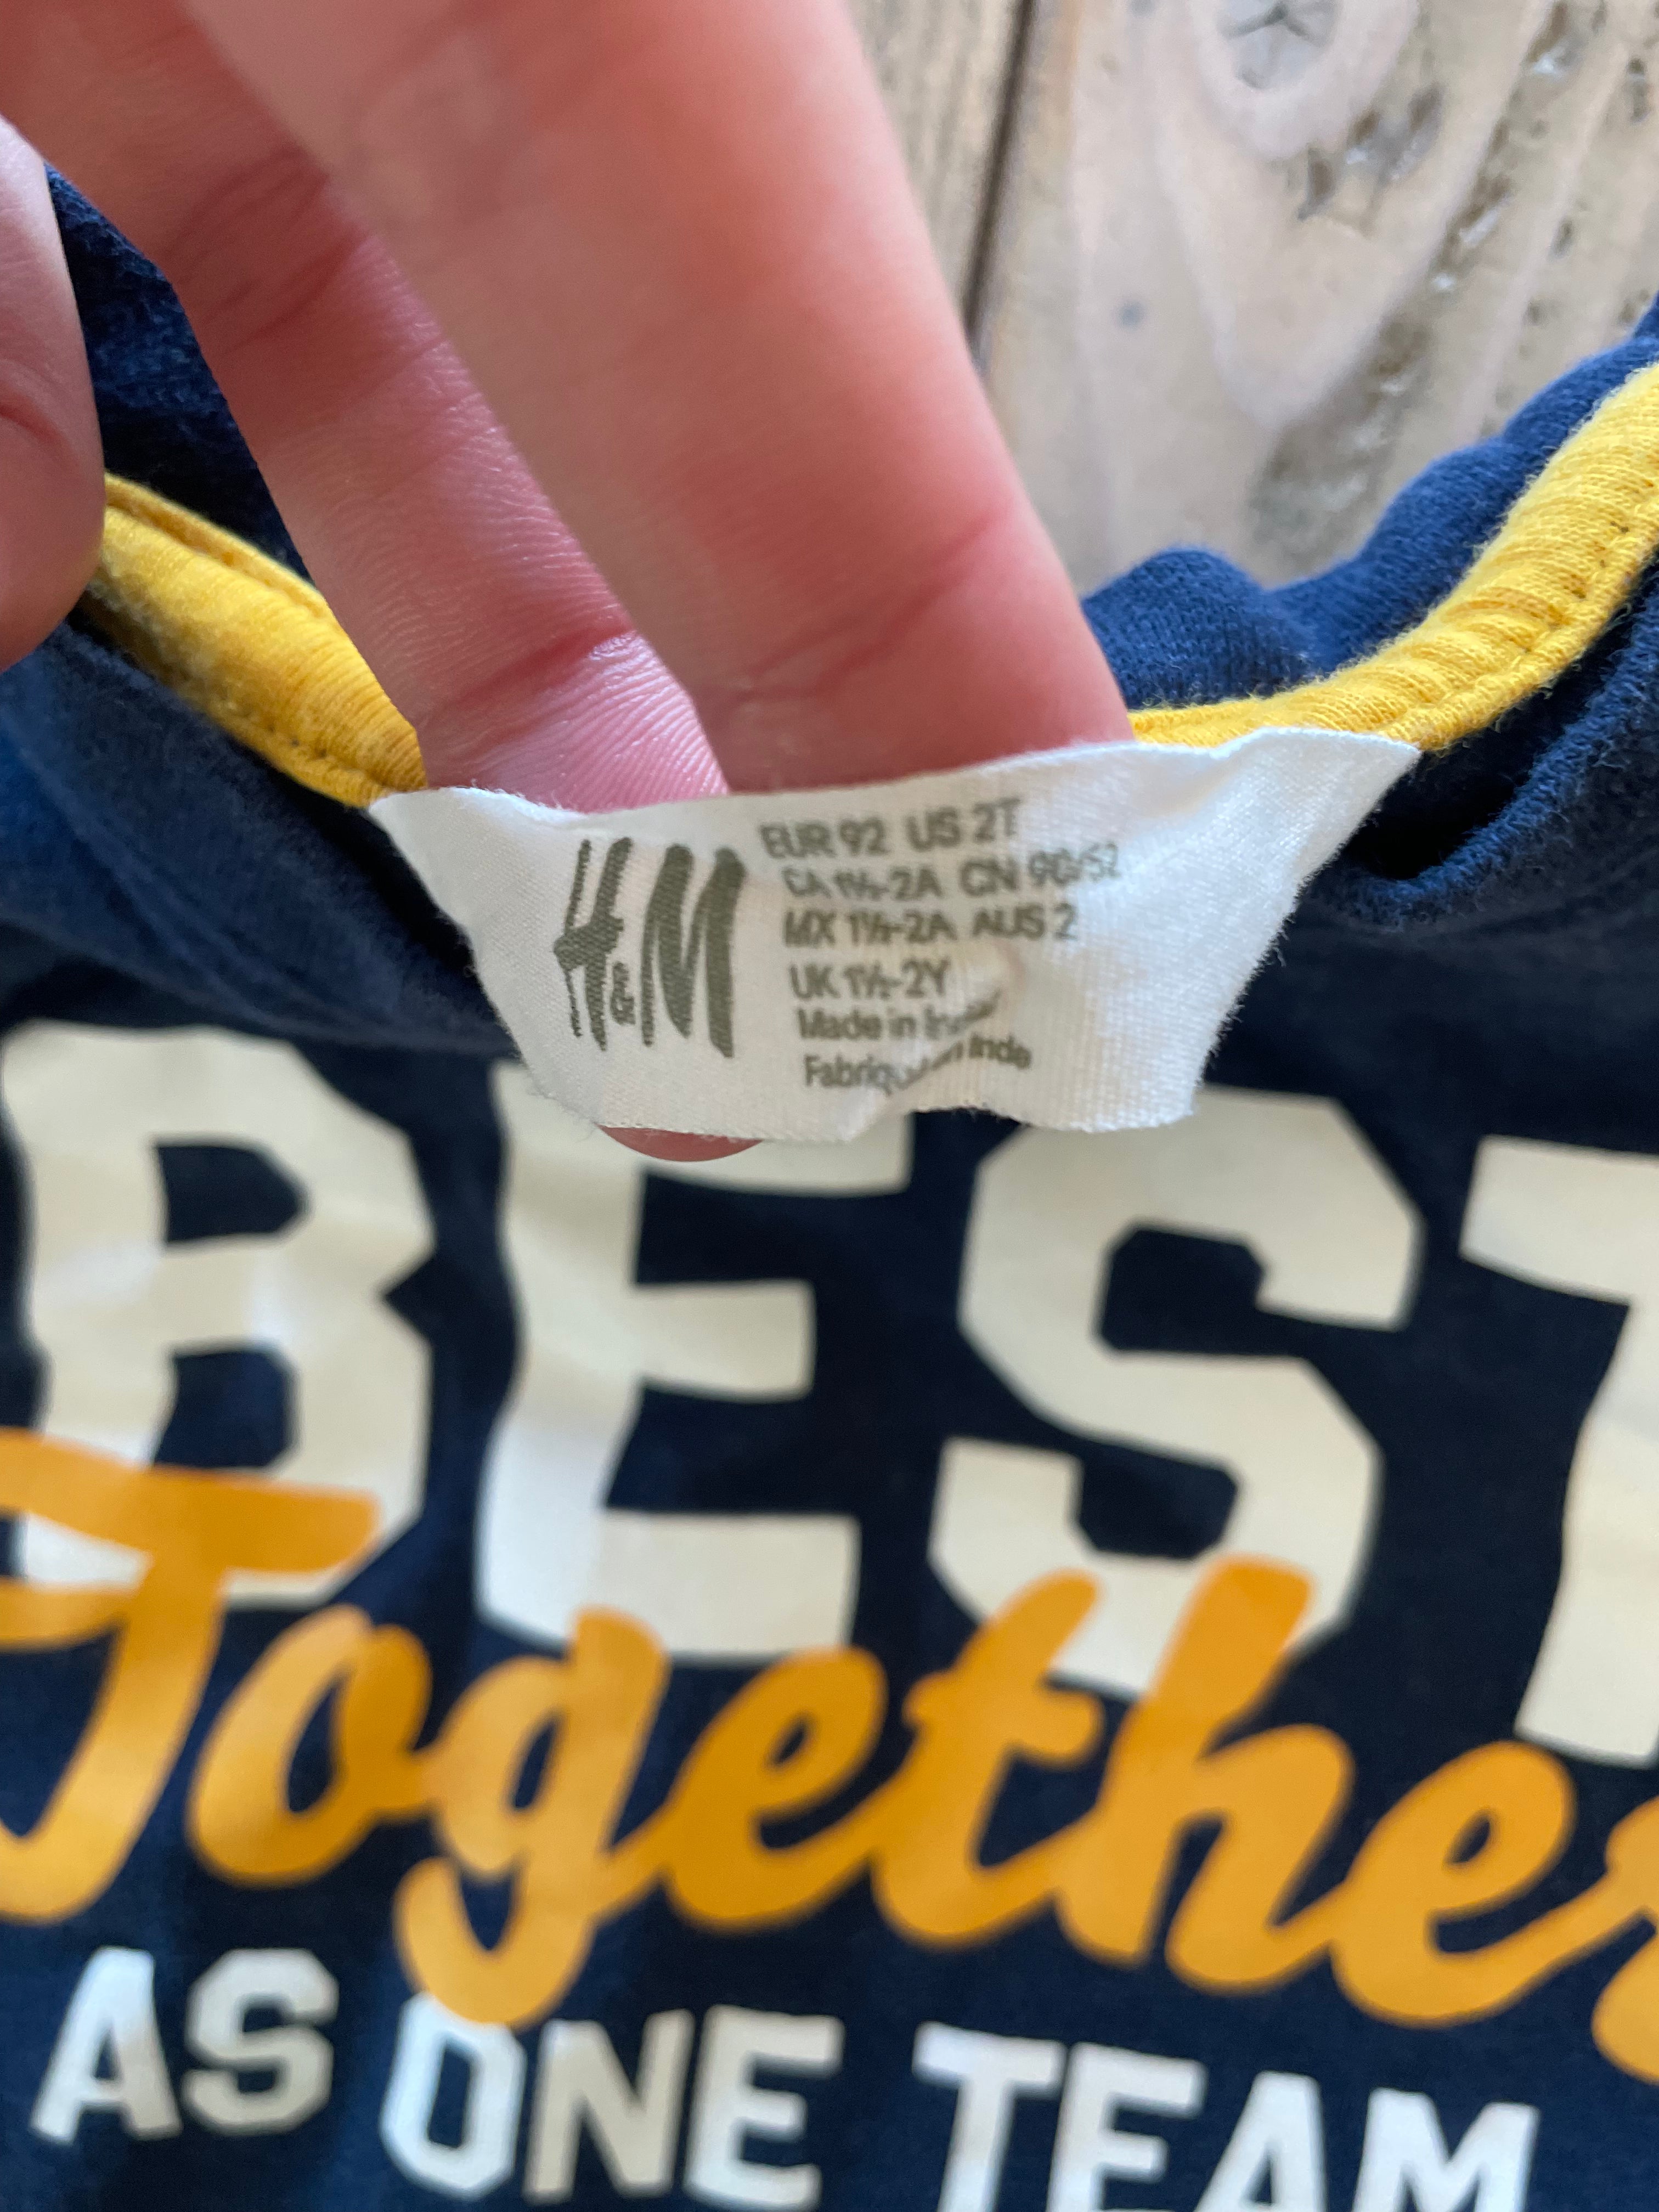 H&M
EUR 92 US 2T
CA 1½-2A CN 90/52
MX 1½-2A AUS 2
UK 1½-2Y
Made in
Inde
BEST
Together
AS ONE TEAM